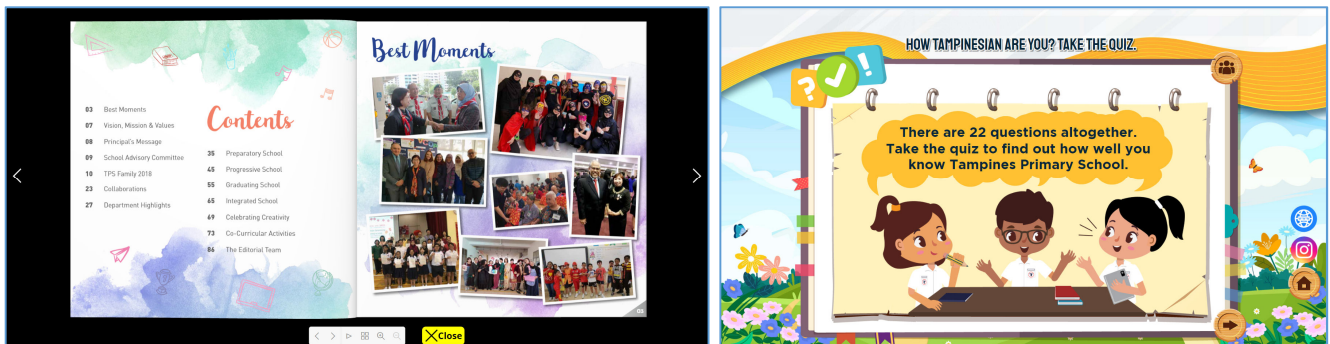 03 Best Moments
07 Vision, Mission & Values
08 Principal's Message
09 School Advisory Committee
10 TPS Family 2018
23 Collaborations
27 Department Highlights
Contents
35 Preparatory School
45 Progressive School
55 Graduating School
65 Integrated School
69 Celebrating Creativity
73 Co-Curricular Activities
86 The Editorial Team
Best Moments
03
Close
HOW TAMPINESIAN ARE YOU? TAKE THE QUIZ.
There are 22 questions altogether.
Take the quiz to find out how well you
know Tampines Primary School.